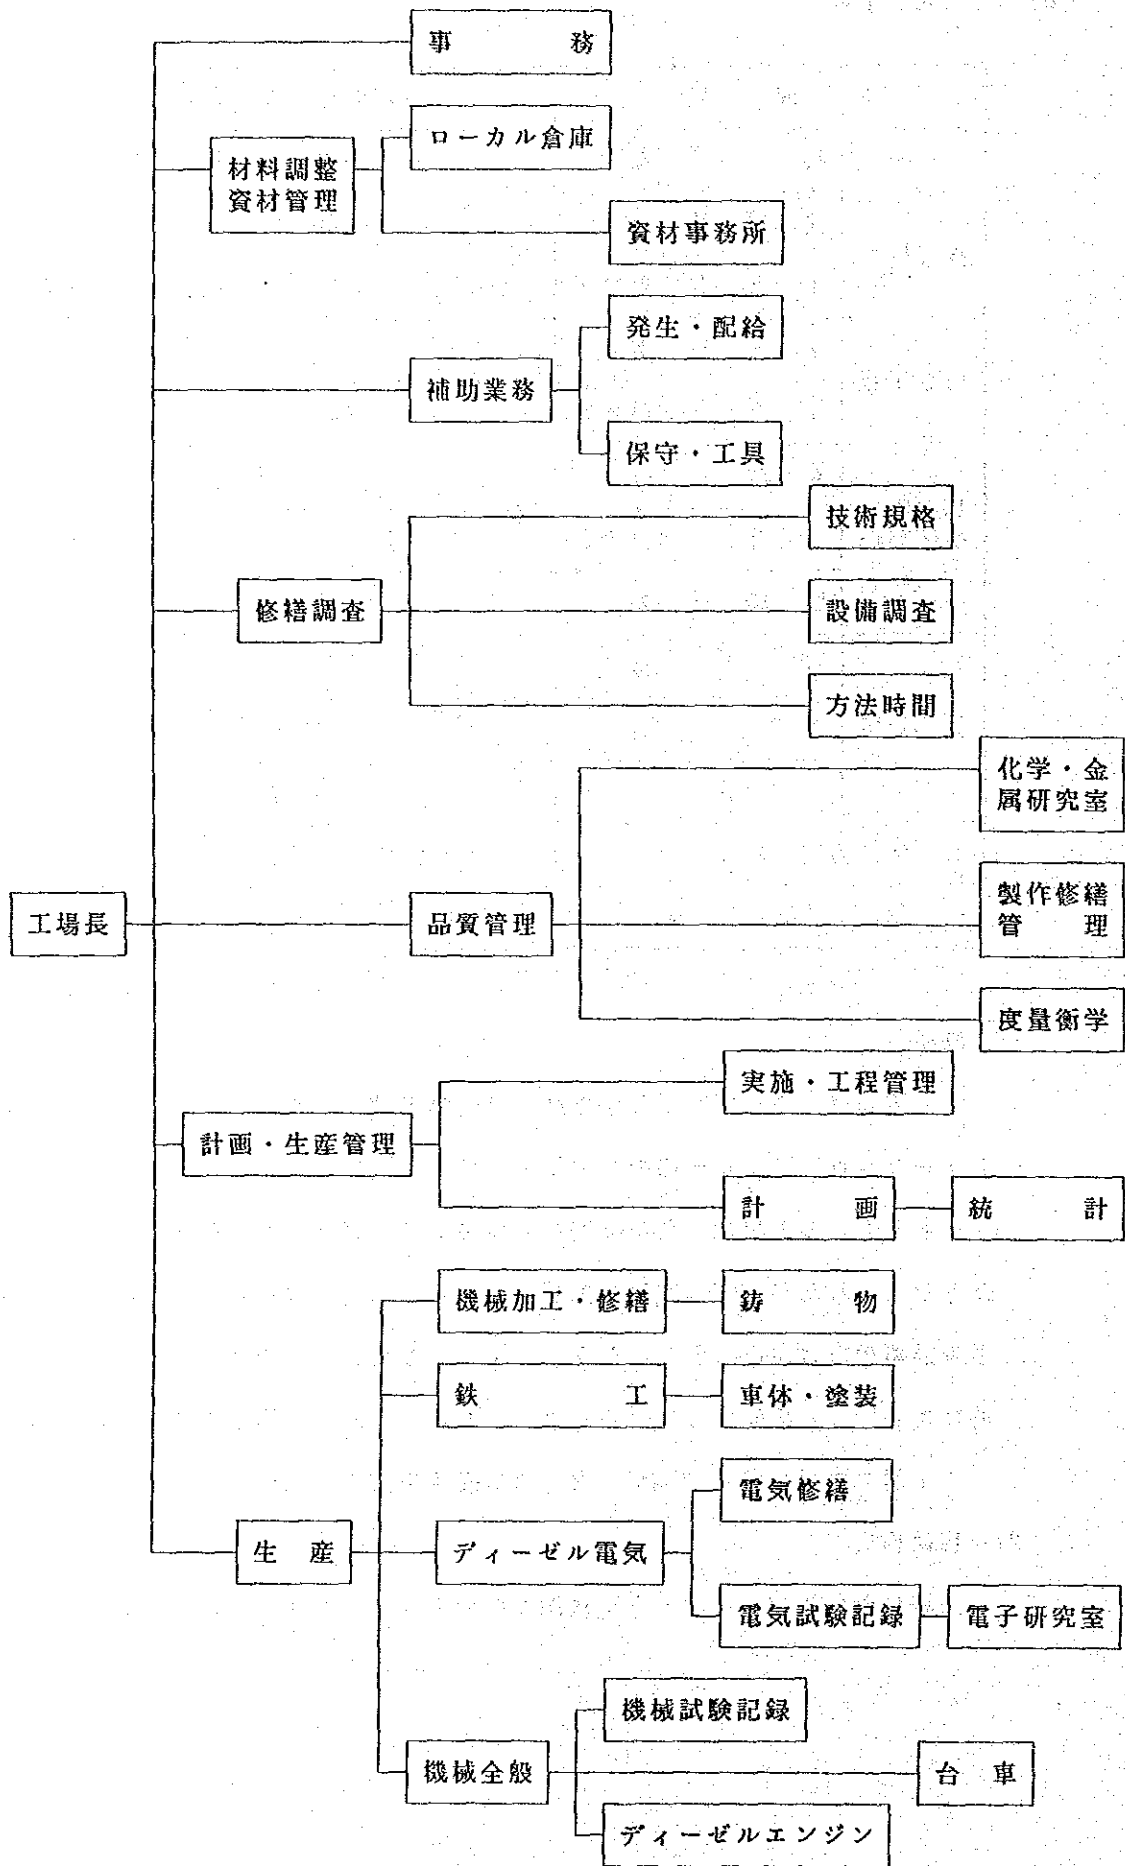 事務
ローカル倉庫
材料調整
資材管理
資材事務所
発生・配給
補助業務
保守・工具
技術規格
修繕調査
設備調査
方法時間
化学・金
属研究室
工場長
品質管理
製作修繕
管理
度量衡学
実施・工程管理
計画・生産管理
計画
統計
機械加工・修繕
鋳物
鉄工
車体・塗装
電気修繕
生産
ディーゼル電気
電気試験記録
電子研究室
機械試験記録
機械全般
台車
ディーゼルエンジン